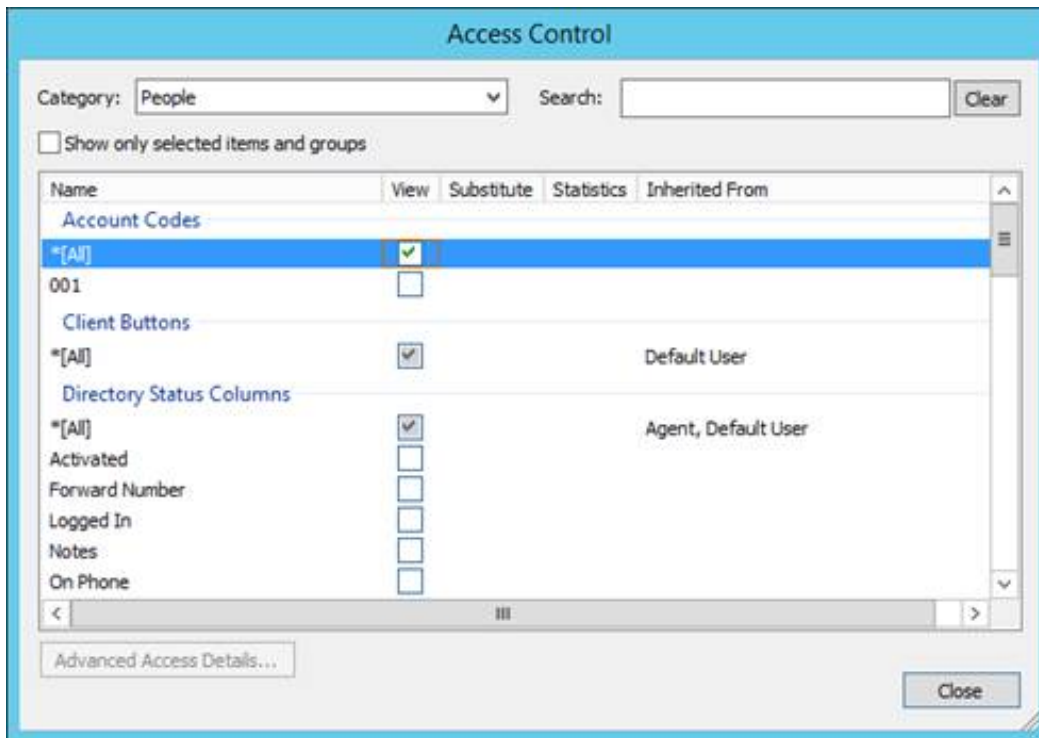 Access Control
Category: People Search: Clear
Show only selected items and groups
Name View Substitute Statistics Inherited From
Account Codes
*[All]
001
Client Buttons
*[All] Default User
Directory Status Columns
*[All] Agent, Default User
Activated
Forward Number
Logged In
Notes
On Phone
Advanced Access Details...
Close